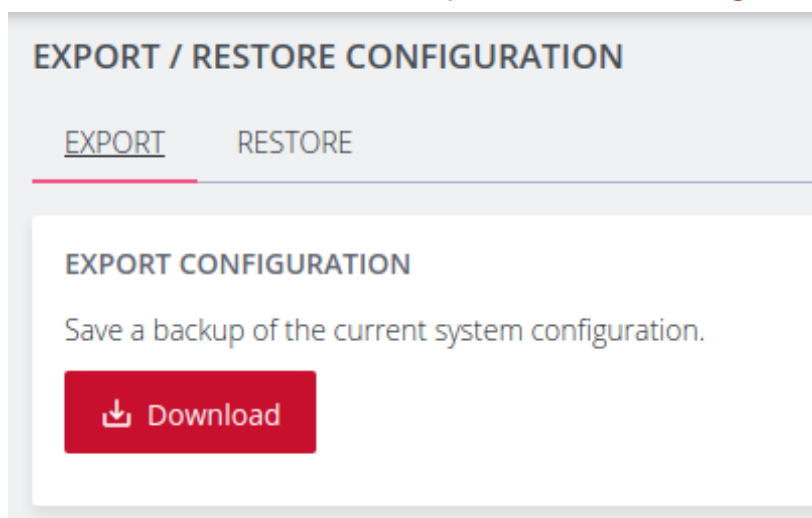 EXPORT / RESTORE CONFIGURATION
EXPORT RESTORE
EXPORT CONFIGURATION
Save a backup of the current system configuration.
Download